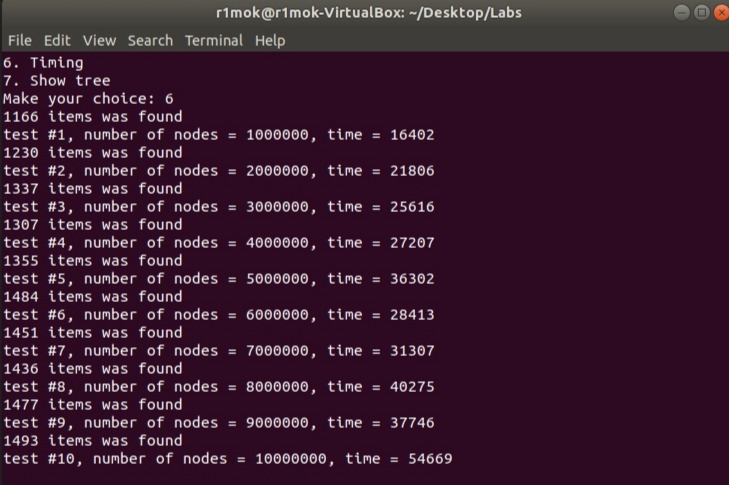 r1mok@r1mok-VirtualBox: ~/Desktop/Labs
File Edit View Search Terminal Help
6. Timing
7. Show tree
Make your choice: 6
1166 items was found
test #1, number of nodes = 1000000, time = 16402
1230 items was found
test #2, number of nodes = 2000000, time = 21806
1337 items was found
test #3, number of nodes = 3000000, time = 25616
1307 items was found
test #4, number of nodes = 4000000, time = 27207
1355 items was found
test #5, number of nodes = 5000000, time = 36302
1484 items was found
test #6, number of nodes = 6000000, time = 28413
1451 items was found
test #7, number of nodes = 7000000, time = 31307
1436 items was found
test #8, number of nodes = 8000000, time = 40275
1477 items was found
test #9, number of nodes = 9000000, time = 37746
1493 items was found
test #10, number of nodes = 10000000, time = 54669